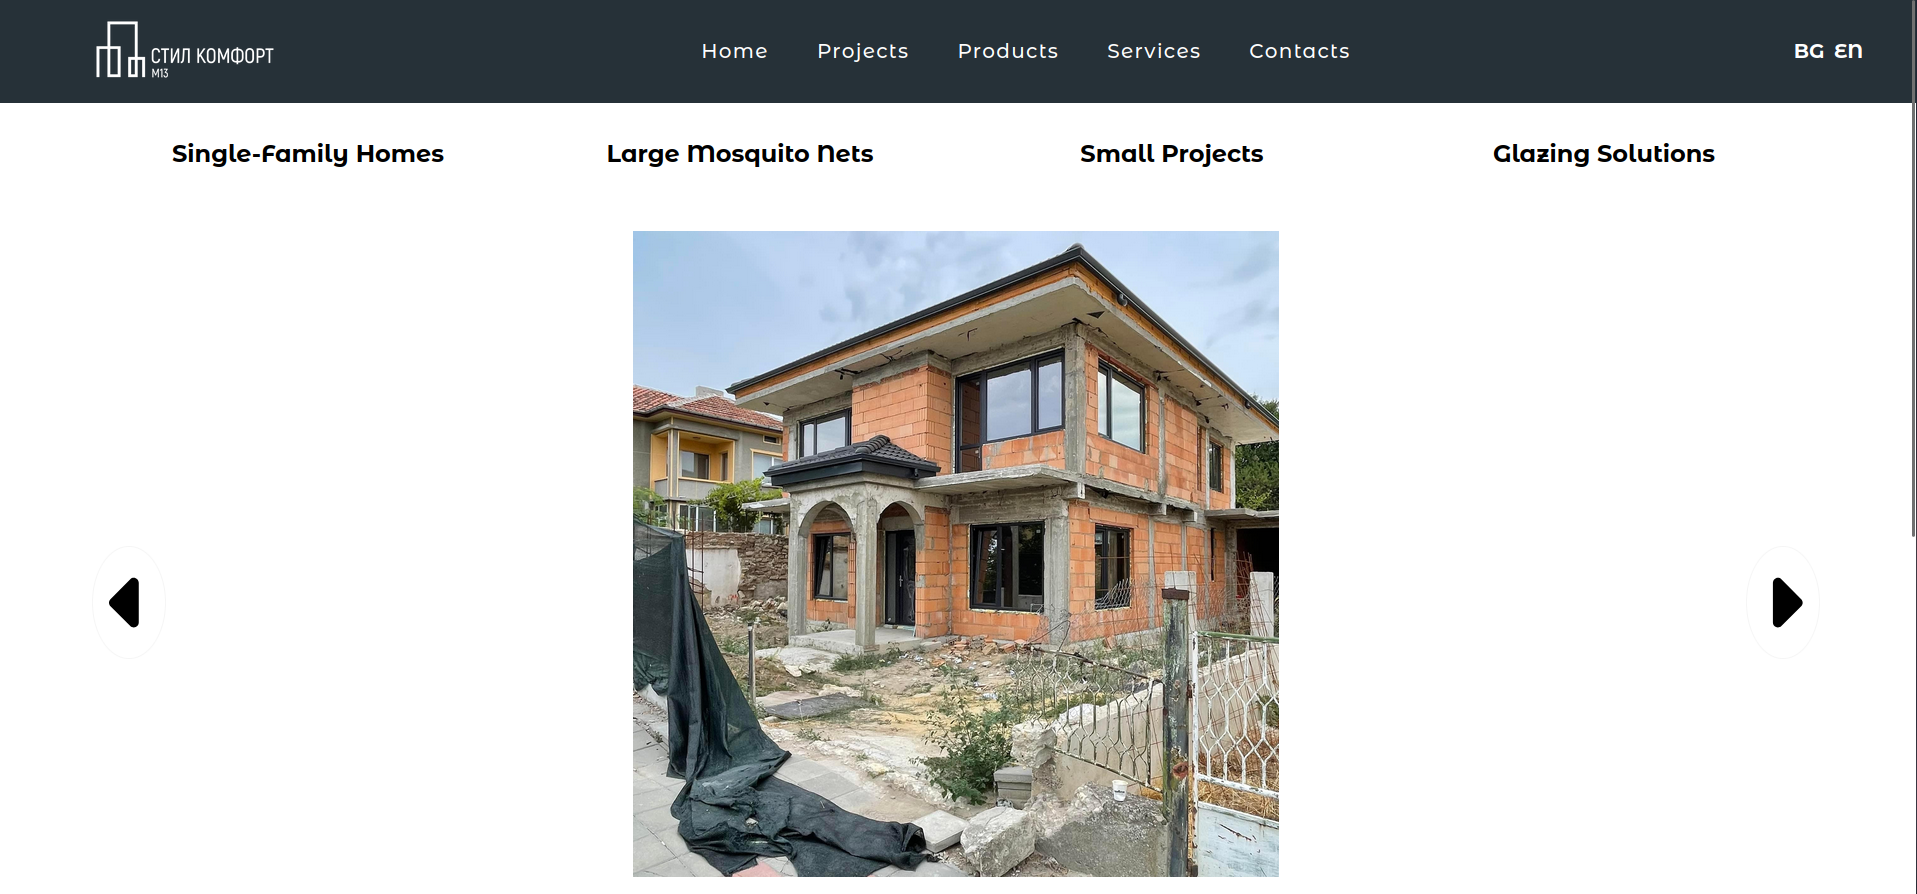 СТИЛ КОМФОРТ
М13
Home Projects Products Services Contacts
BG EN
Single-Family Homes Large Mosquito Nets Small Projects Glazing Solutions